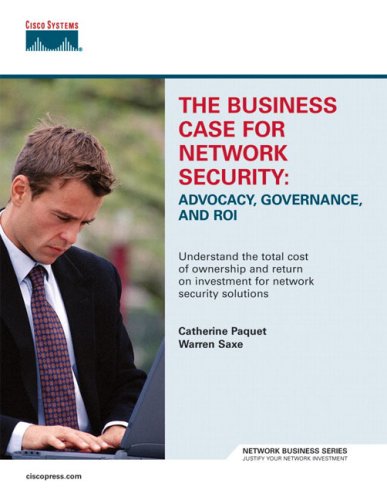 CISCO SYSTEMS
THE BUSINESS
CASE FOR
NETWORK
SECURITY:
ADVOCACY, GOVERNANCE,
AND ROI
Understand the total cost
of ownership and return
on investment for network
security solutions
Catherine Paquet
Warren Saxe
ciscopress.com
NETWORK BUSINESS SERIES
JUSTIFY YOUR NETWORK INVESTMENT